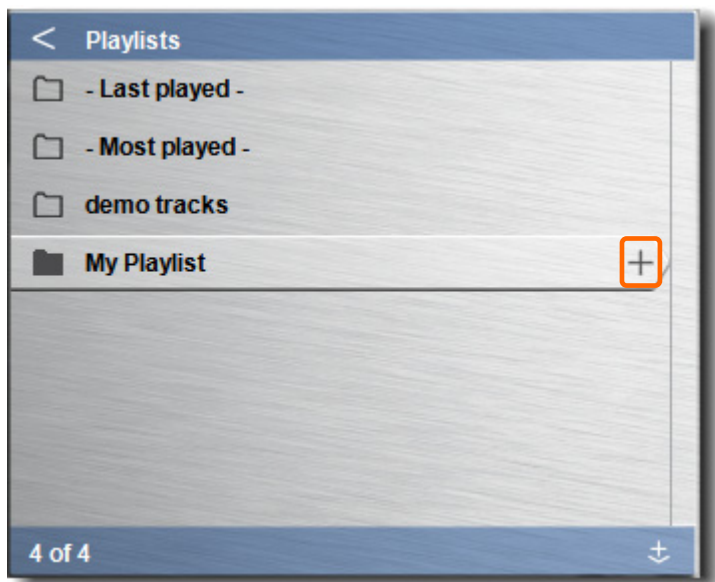 < Playlists
- Last played -
- Most played -
demo tracks
My Playlist +
4 of 4